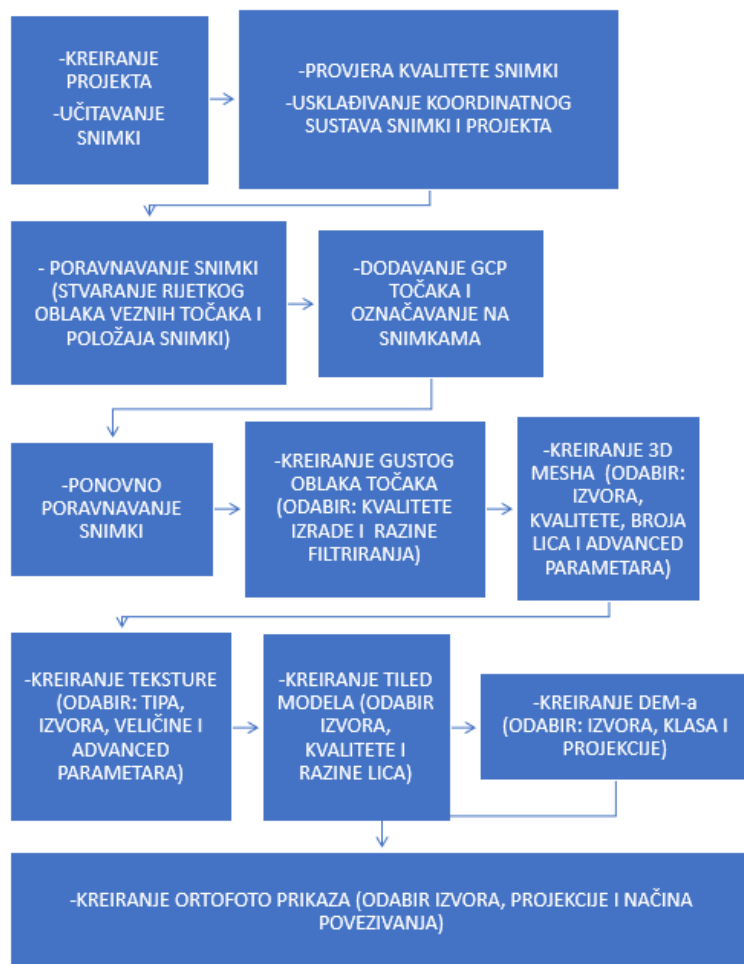 -KREIRANJE
PROJEKTA
-UČITAVANJE
SNIMKI
-PROVJERA KVALITETE SNIMKI
-USKLAĐIVANJE KOORDINATNOG
SUSTAVA SNIMKI I PROJEKTA
- PORAVNAVANJE SNIMKI
(STVARANJE RIJETKOG
OBLAKA VEZNIH TOČAKA I
POLOŽAJA SNIMKI)
-DODAVANJE GCP
TOČAKA I
OZNAČAVANJE NA
SNIMKAMA
-PONOVNO
PORAVNAVANJE
SNIMKI
-KREIRANJE GUSTOG
OBLAKA TOČAKA
(ODABIR: KVALITETE
IZRADE I RAZINE
FILTRIRANJA)
-KREIRANJE 3D
MESHA (ODABIR:
IZVORA,
KVALITETE, BROJA
LICA I ADVANCED
PARAMETARA)
-KREIRANJE TEKSTURE
(ODABIR: TIPA,
IZVORA, VELIČINE I
ADVANCED
PARAMETARA)
-KREIRANJE TILED
MODELA (ODABIR
IZVORA,
KVALITETE I
RAZINE LICA)
-KREIRANJE DEM-a
(ODABIR: IZVORA, KLASA I
PROJEKCIJE)
-KREIRANJE ORTOFOTO PRIKAZA (ODABIR IZVORA, PROJEKCIJE I NAČINA
POVEZIVANJA)